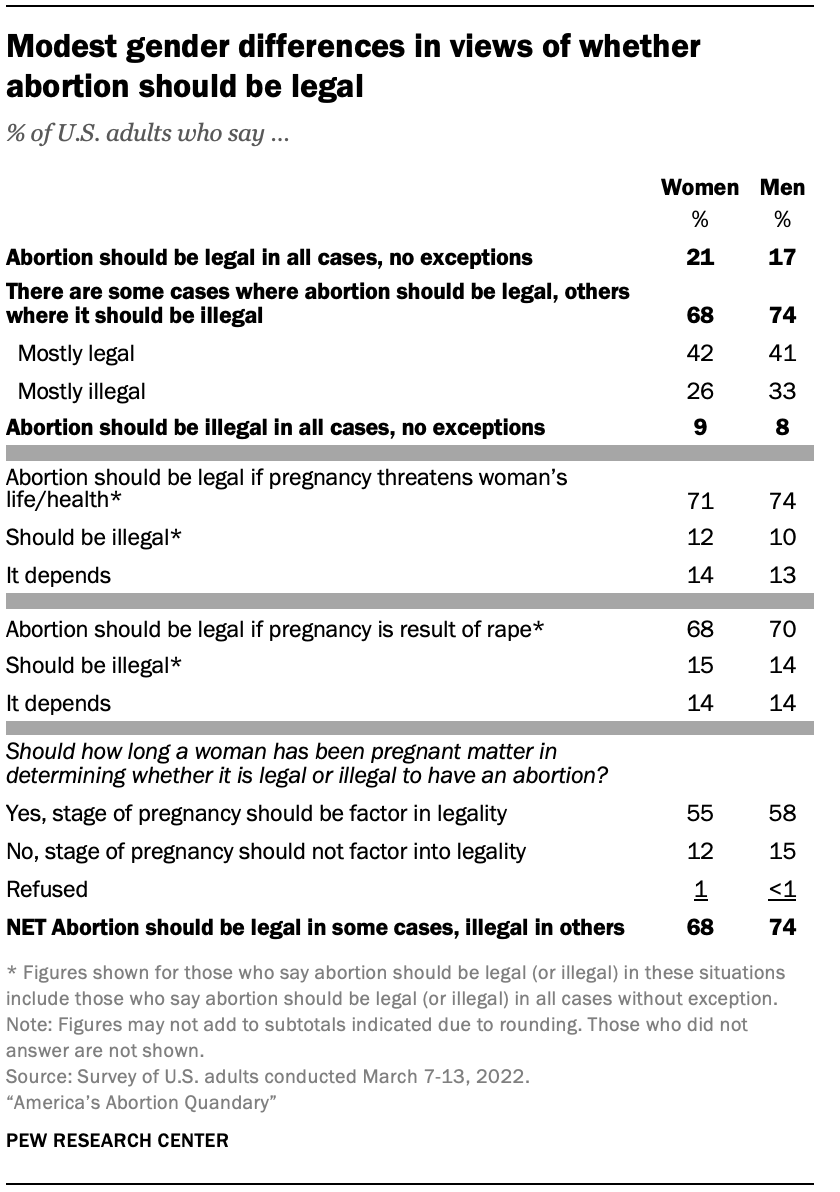 Modest gender differences in views of whether
abortion should be legal
% of U.S. adults who say ...
Women Men
% %
Abortion should be legal in all cases, no exceptions 21 17
There are some cases where abortion should be legal, others
where it should be illegal 68 74
Mostly legal 42 41
Mostly illegal 26 33
Abortion should be illegal in all cases, no exceptions 9 8
Abortion should be legal if pregnancy threatens woman’s
life/health* 71 74
Should be illegal* 12 10
It depends 14 13
Abortion should be legal if pregnancy is result of rape* 68 70
Should be illegal* 15 14
It depends 14 14
Should how long a woman has been pregnant matter in
determining whether it is legal or illegal to have an abortion?
Yes, stage of pregnancy should be factor in legality 55 58
No, stage of pregnancy should not factor into legality 12 15
Refused 1 <1
NET Abortion should be legal in some cases, illegal in others 68 74
* Figures shown for those who say abortion should be legal (or illegal) in these situations
include those who say abortion should be legal (or illegal) in all cases without exception.
Note: Figures may not add to subtotals indicated due to rounding. Those who did not
answer are not shown.
Source: Survey of U.S. adults conducted March 7-13, 2022.
“America’s Abortion Quandary”
PEW RESEARCH CENTER